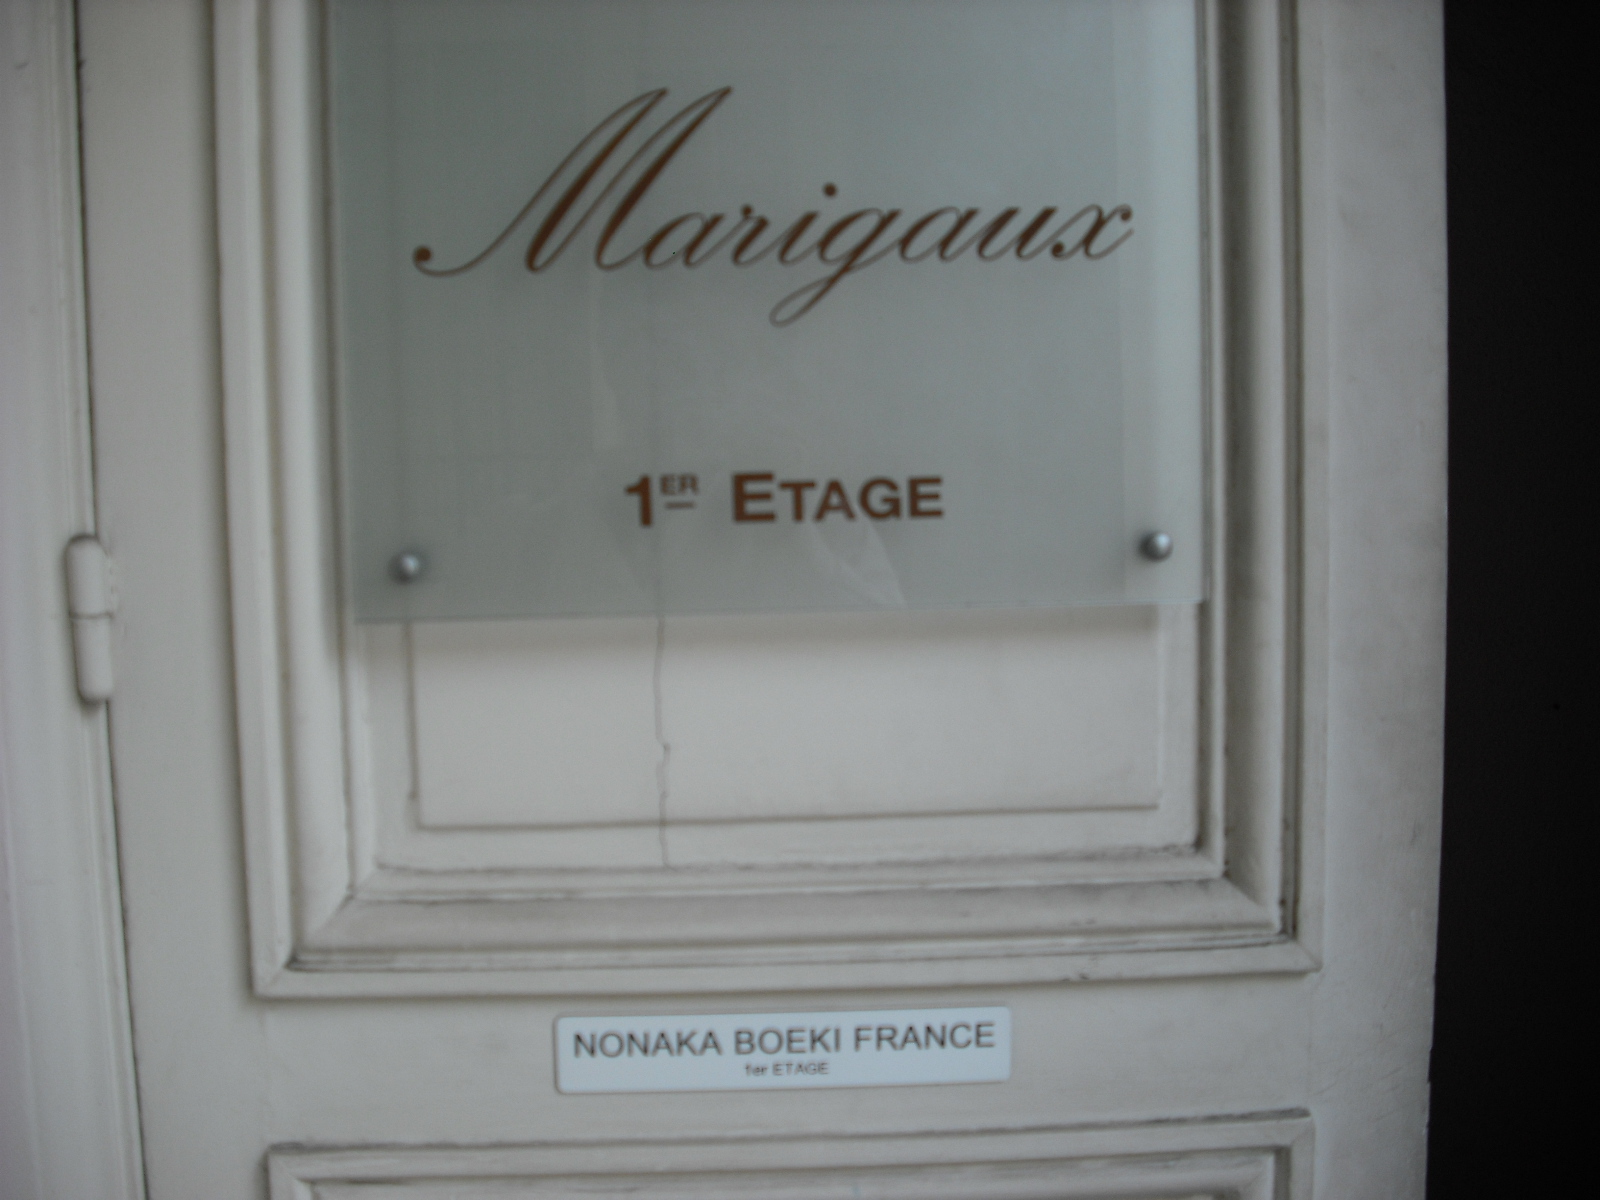 Marigaux
1ER ETAGE
NONAKA BOEKI FRANCE
1er ETAGE